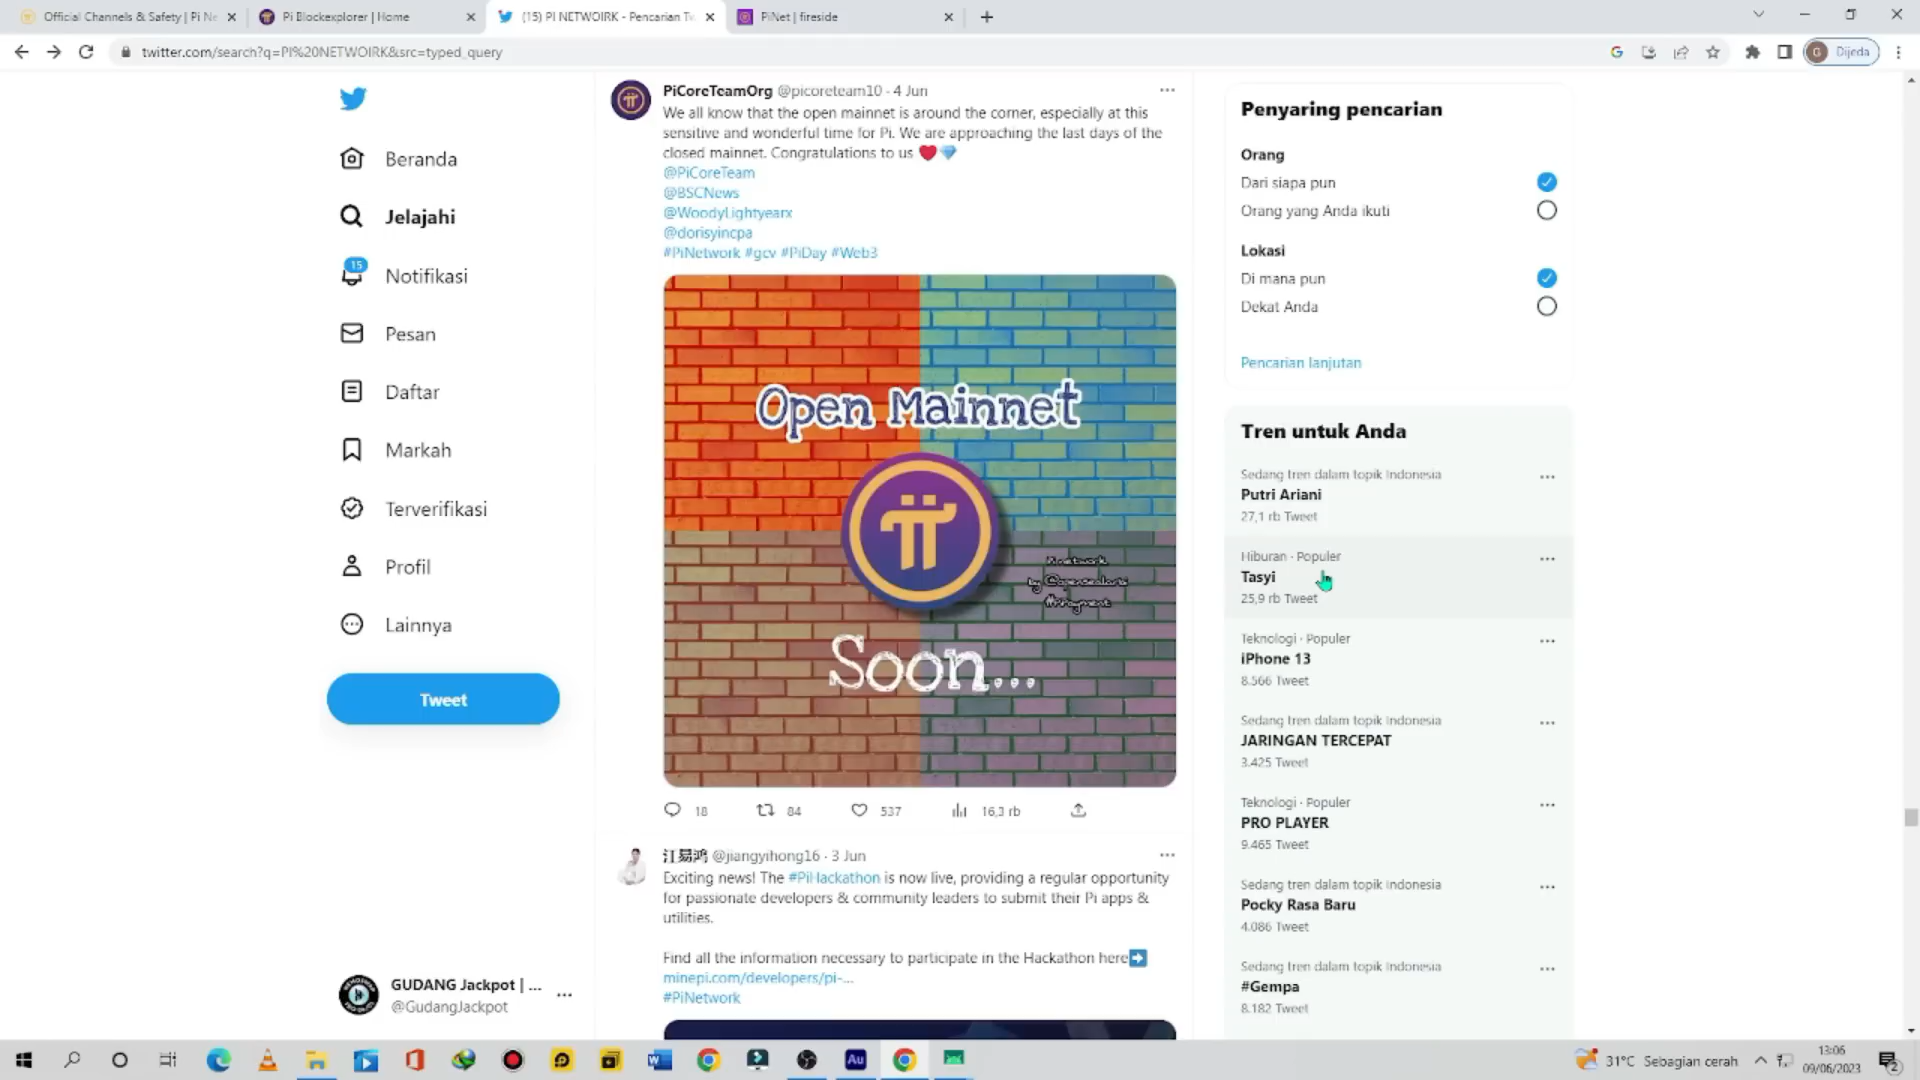 Official Channels & Safety | Pi Ne
Pi Blockexplorer | Home
(15) PI NETWOIRK - Pencarian Tw
PiNet | fireside
twitter.com/search?q=PI%20NETWOIRK&src=typed_query
G
Dijeda
Beranda
Jelajahi
15
Notifikasi
Pesan
Daftar
Markah
Terverifikasi
Profil
Lainnya
Tweet
GUDANG Jackpot | ...
@GudangJackpot
PiCoreTeamOrg @picoreteam10 · 4 Jun
We all know that the open mainnet is around the corner, especially at this
sensitive and wonderful time for Pi. We are approaching the last days of the
closed mainnet. Congratulations to us ❤️💎
@PiCoreTeam
@BSCNews
@WoodyLightyearx
@dorisyincpa
#PiNetwork #gcv #PiDay #Web3
Open Mainnet
Soon...
18
84
537
16,3 rb
江易鸿 @jiangyihong16 · 3 Jun
Exciting news! The #PiHackathon is now live, providing a regular opportunity
for passionate developers & community leaders to submit their Pi apps &
utilities.
Find all the information necessary to participate in the Hackathon here➡️
minepi.com/developers/pi-...
#PiNetwork
Penyaring pencarian
Orang
Dari siapa pun
Orang yang Anda ikuti
Lokasi
Di mana pun
Dekat Anda
Pencarian lanjutan
Tren untuk Anda
Sedang tren dalam topik Indonesia
Putri Ariani
27,1 rb Tweet
Hiburan · Populer
Tasyi
25,9 rb Tweet
Teknologi · Populer
iPhone 13
8.566 Tweet
Sedang tren dalam topik Indonesia
JARINGAN TERCEPAT
3.425 Tweet
Teknologi · Populer
PRO PLAYER
9.465 Tweet
Sedang tren dalam topik Indonesia
Pocky Rasa Baru
4.086 Tweet
Sedang tren dalam topik Indonesia
#Gempa
8.182 Tweet
Au
31°C Sebagian cerah
13:06
09/06/2023
2